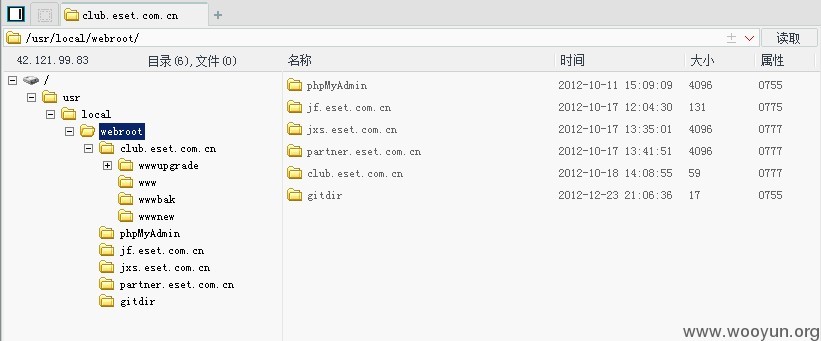 club.eset.com.cn
/usr/local/webroot/ 读取
42.121.99.83 目录(6),文件(0) 名称 时间 大小 属性
/
usr
local
webroot
club.eset.com.cn
wwwupgrade
www
wwwbak
wwwnew
phpMyAdmin
jf.eset.com.cn
jxs.eset.com.cn
partner.eset.com.cn
gitdir
phpMyAdmin 2012-10-11 15:09:09 4096 0755
jf.eset.com.cn 2012-10-17 12:04:30 131 0775
jxs.eset.com.cn 2012-10-17 13:35:01 4096 0777
partner.eset.com.cn 2012-10-17 13:41:51 4096 0777
club.eset.com.cn 2012-10-18 14:08:55 59 0777
gitdir 2012-12-23 21:06:36 17 0755
www.wooyun.org